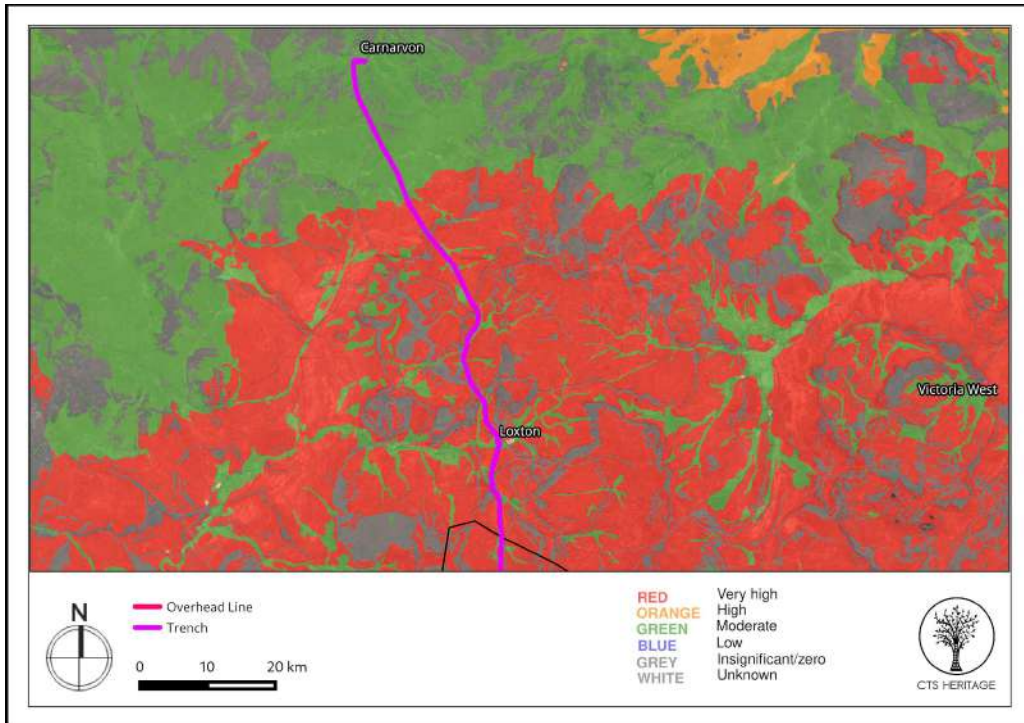 Carnarvon
Victoria West
Loxton
N
Overhead Line
Trench
0 10 20 km
RED Very high
ORANGE High
GREEN Moderate
BLUE Low
GREY Insignificant/zero
WHITE Unknown
CTS HERITAGE